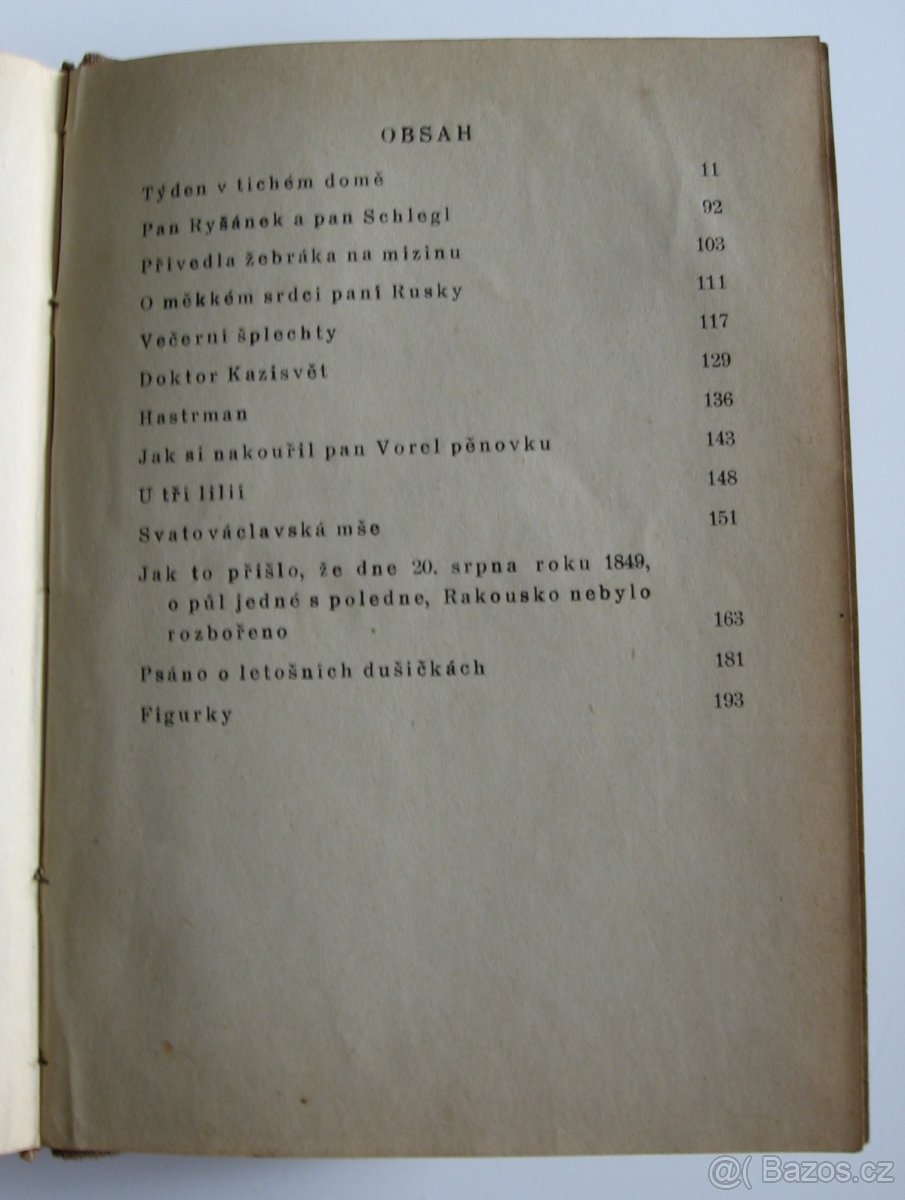 OBSAH
Týden v tichém domě 11
Pan Ryšánek a pan Schlegl 92
Přivedla žebráka na mizinu 103
O měkkém srdci paní Rusky 111
Večerní šplechty 117
Doktor Kazisvět 129
Hastrman 136
Jak si nakouřil pan Vorel pěnovku 143
U tří lilií 148
Svatováclavská mše 151
Jak to přišlo, že dne 20. srpna roku 1849,
o půl jedné s poledne, Rakousko nebylo
rozbořeno 163
Psáno o letošních dušičkách 181
Figurky 193
@ Bazos.cz